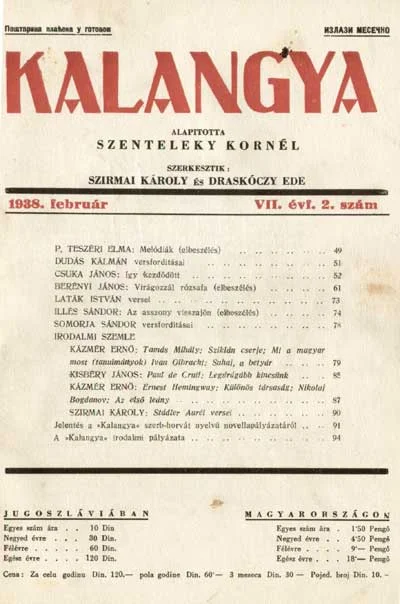 Поштарина плаћена у готовом
ИЗЛАЗИ МЕСЕЧНО
KALANGYA
ALAPITOTTA
SZENTELEKY KORNÉL
SZERKESZTIK:
SZIRMAI KÁROLY és DRASKÓCZY EDE
1938. február VII. évf. 2. szám
P. TESZÉRI ELMA: Melódiák (elbeszélés) 49
DUDÁS KÁLMÁN versforditásai 51
CSUKA JÁNOS: Igy kezdődött 52
BERÉNYI JÁNOS: Virágozzál rózsafa (elbeszélés) 61
LATÁK ISTVÁN versei 73
ILLÉS SÁNDOR: Az asszony visszajön (elboszélés) 74
SOMORJA SÁNDOR versforditásai 78
IRODALMI SZEMLE
KÁZMÉR ERNŐ: Tamás Mihály; Sziklán cserje; Mi a magyar
most (tanulmányok) Ivan Olbracht; Suhaj, a betyár 79
KISBÉRY JÁNOS: Paul de Cruif: Legdrágább kincsünk 85
KÁZMÉR ERNŐ: Ernest Hemingway; Különös társaság; Nikolaj
Bogdanov; Az első leány 87
SZIRMAI KÁROLY: Städler Aurél versei 90
Jelentés a »Kalangya« szerb-horvát nyelvü novellapályázatáról 91
A »Kalangya« irodalmi pályázata 94
JUGOSZLÁVIÁBAN
Egyes szám ára . . 10 Din
Negyed évre . . . 30 Din.
Félévre . . . . . 60 Din.
Egész évre . . . 120 Din.
MAGYARORSZÁGON
Egyes szám ára . 1·50 Pengő
Negyed évre . . 4·50 Pengő
Félévre . . . . 9·— Pengő
Egész évre . . . 18·— Pengő
Cena: Za celu godinu Din. 120.— pola godine Din. 60·— 3 meseca Din. 30 — Pojed. broj Din. 10.-